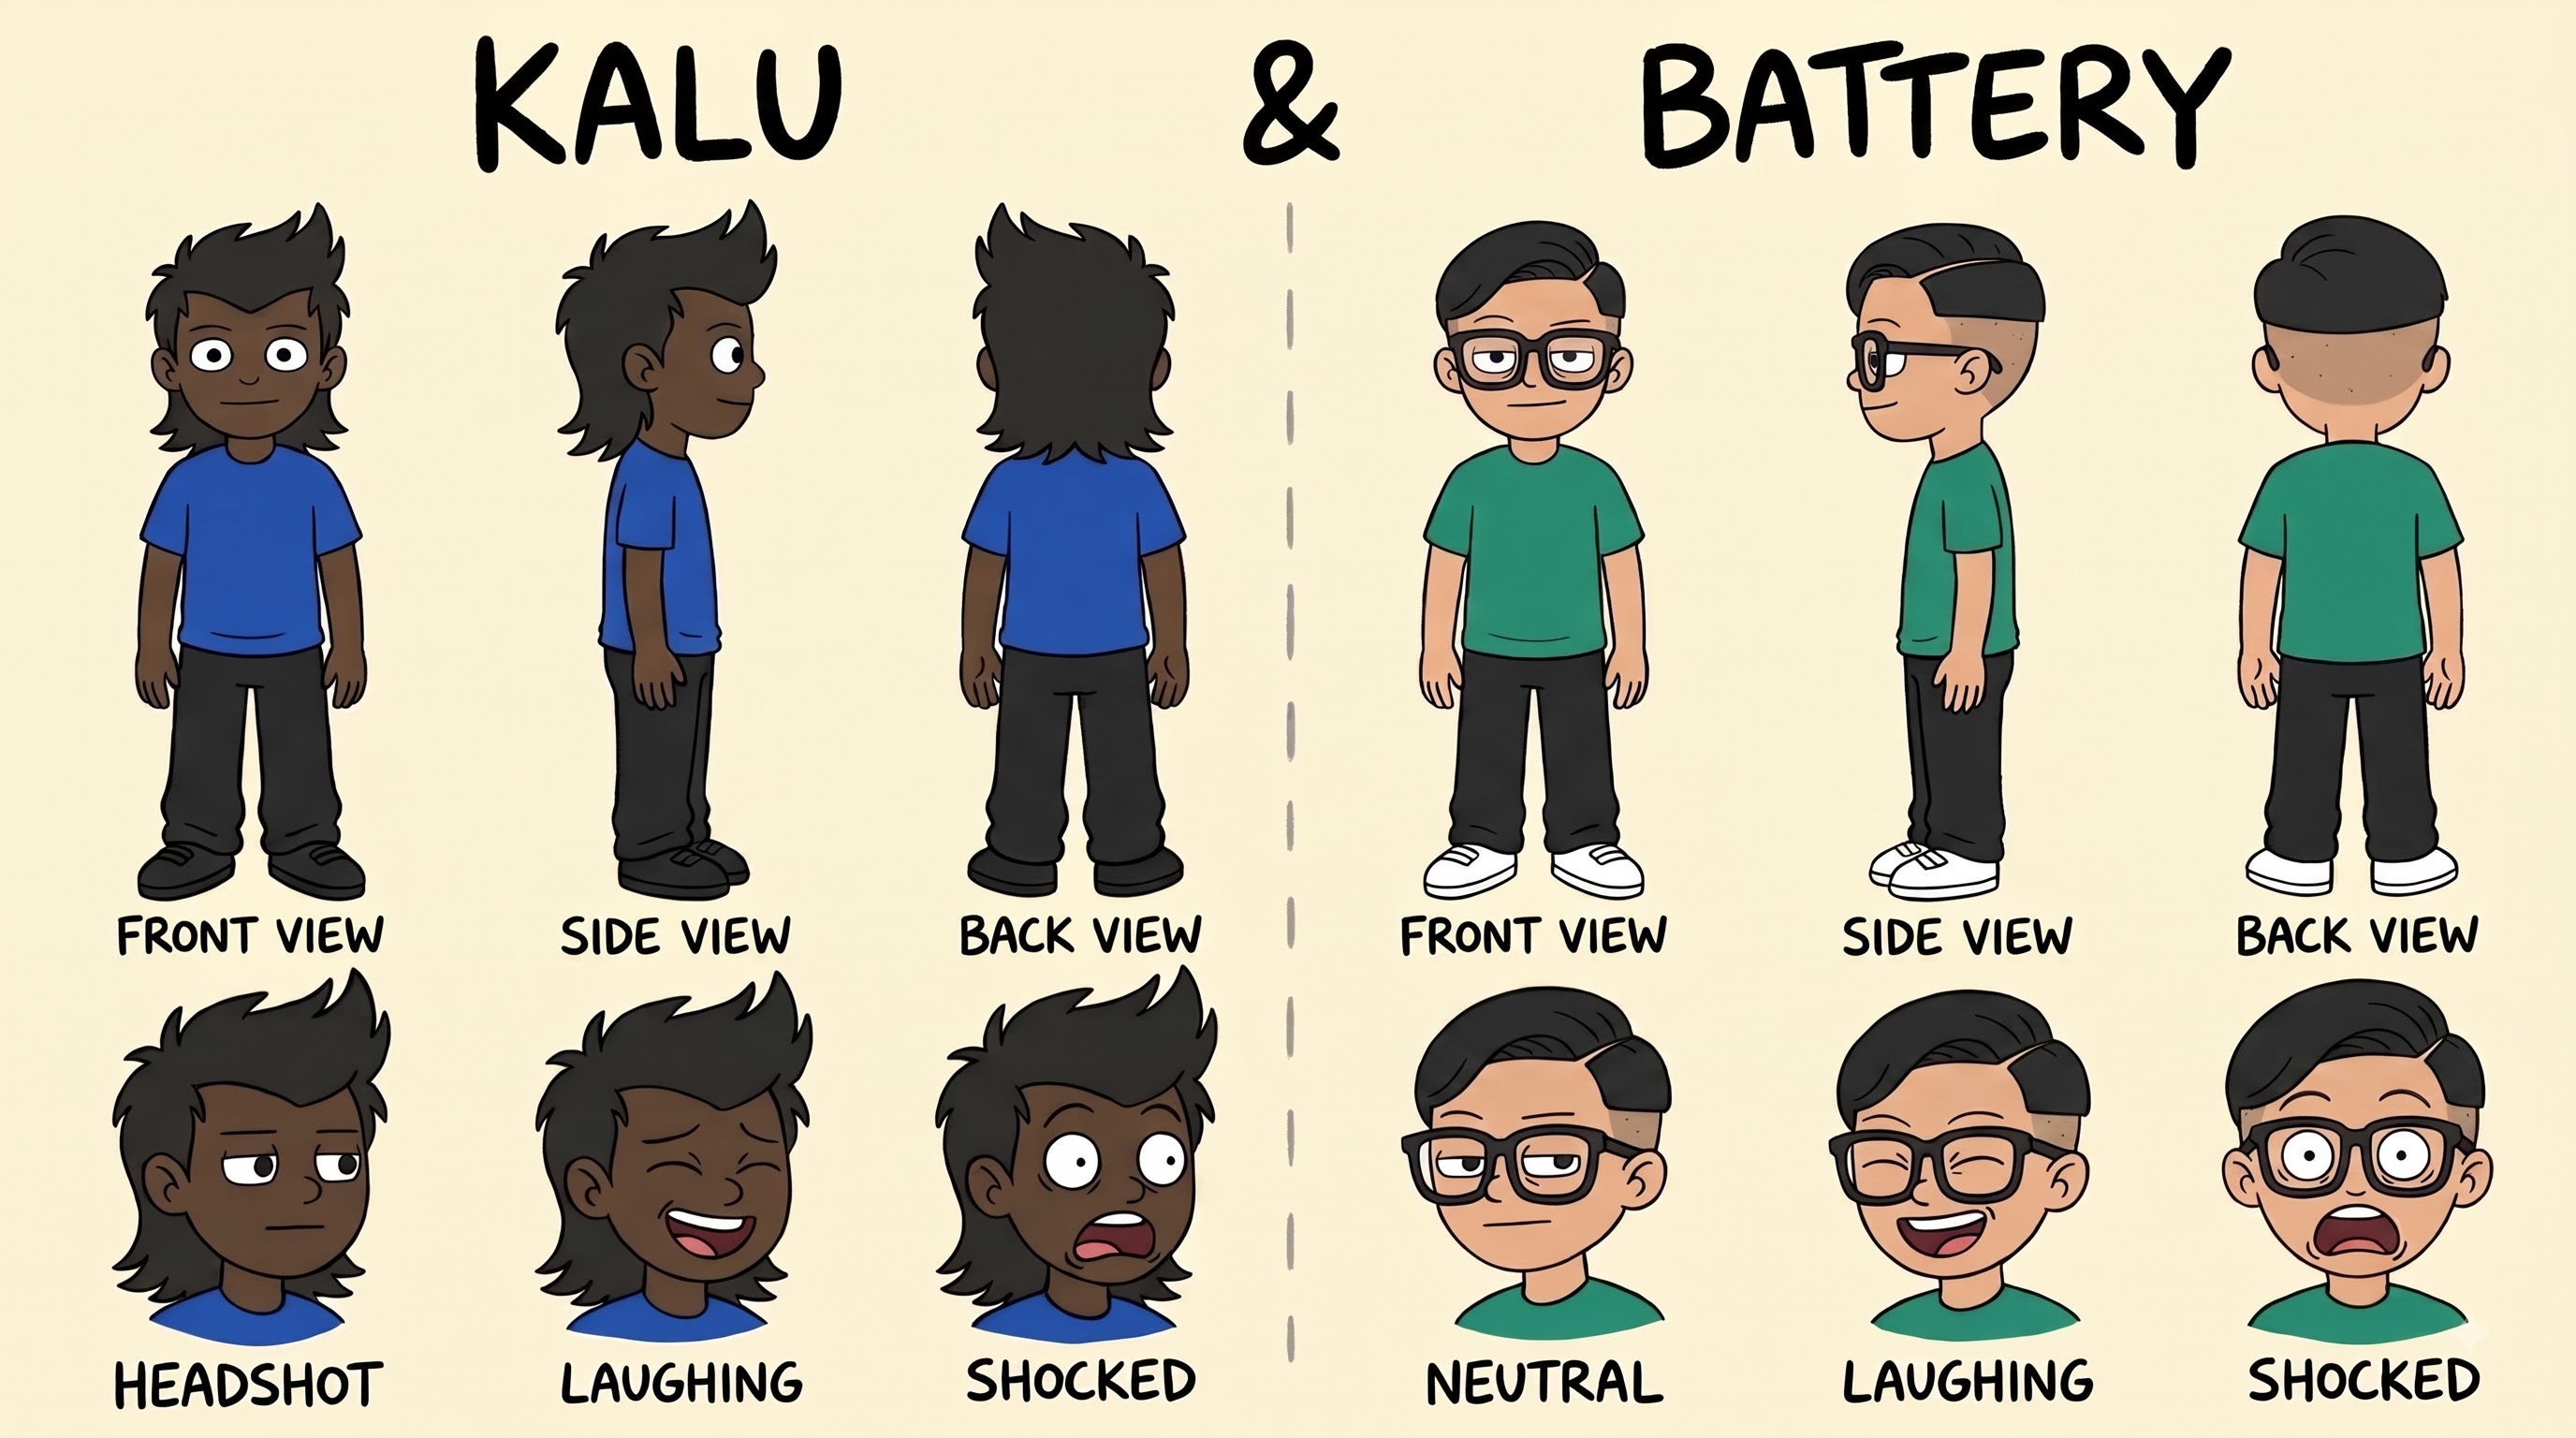 KALU & BATTERY
FRONT VIEW SIDE VIEW BACK VIEW FRONT VIEW SIDE VIEW BACK VIEW
HEADSHOT LAUGHING SHOCKED NEUTRAL LAUGHING SHOCKED